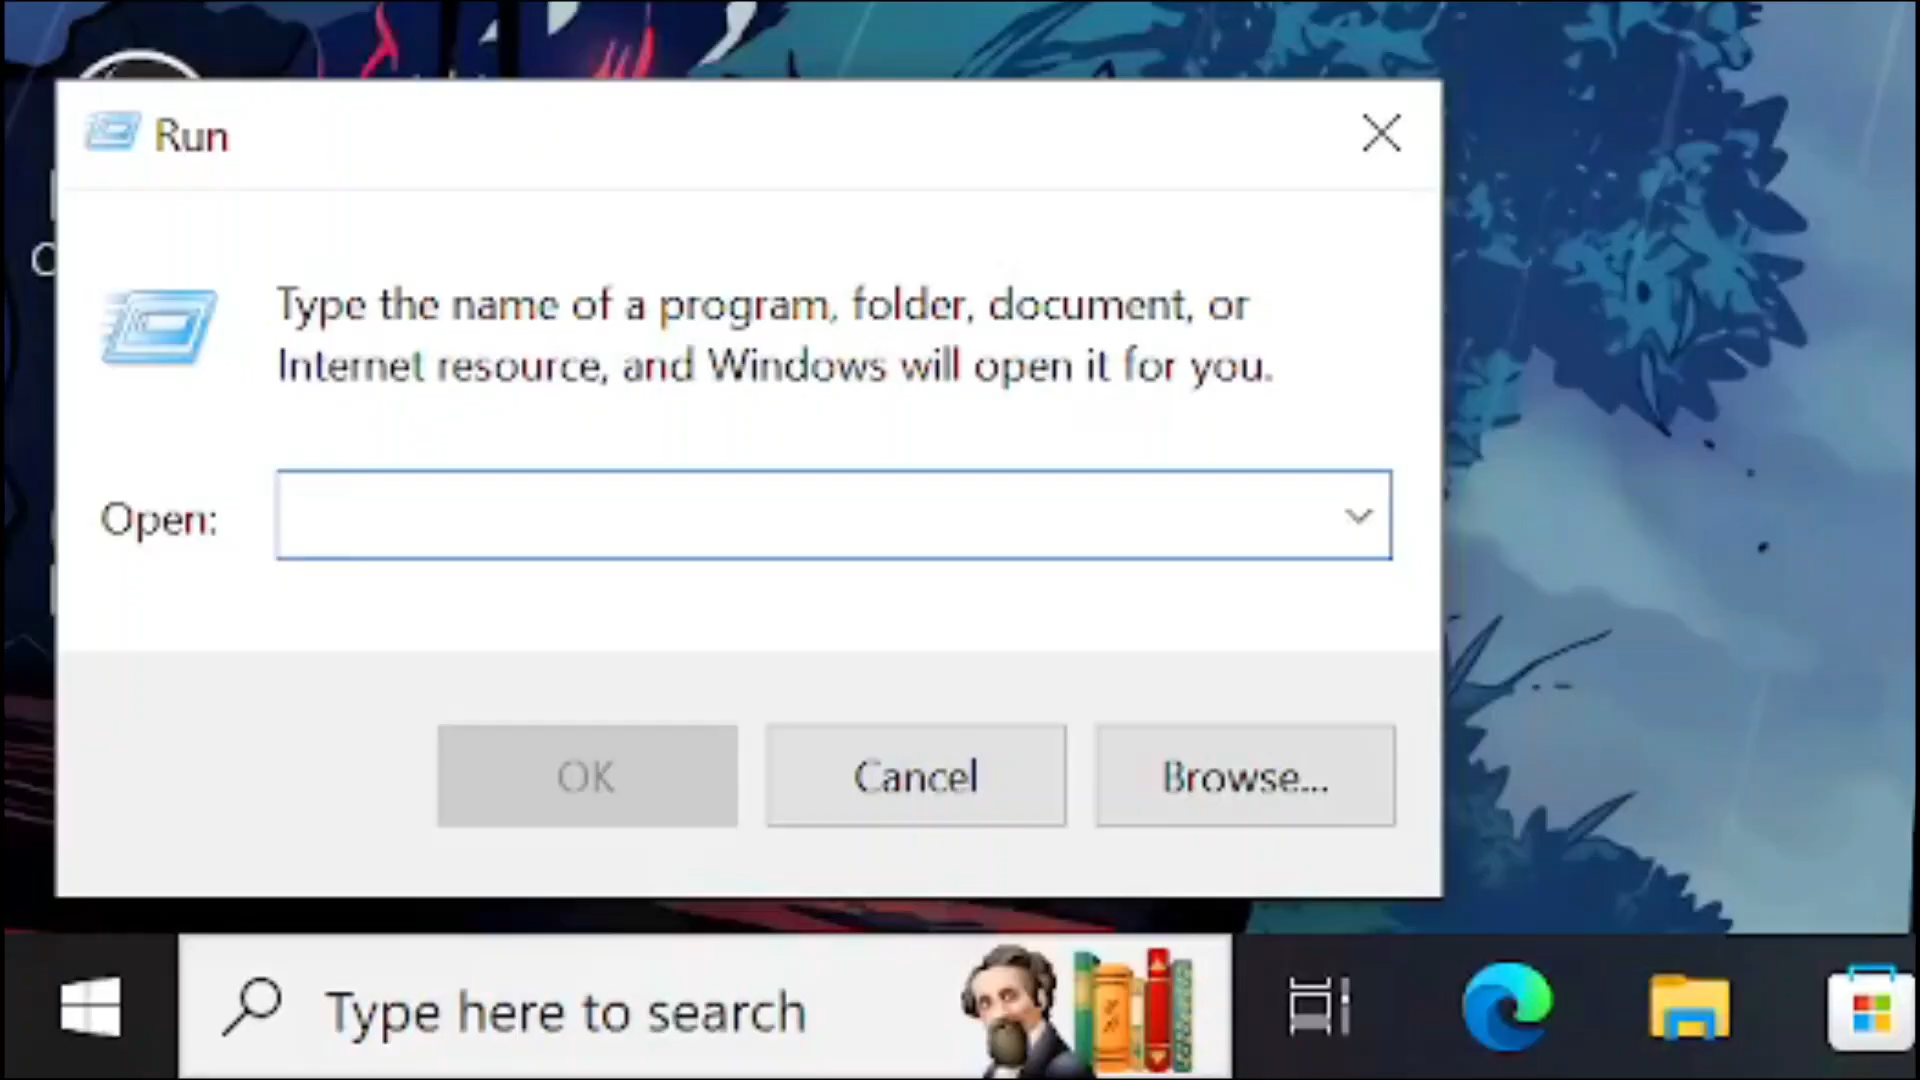 Run
Type the name of a program, folder, document, or
Internet resource, and Windows will open it for you.
Open:
OK
Cancel
Browse...
Type here to search